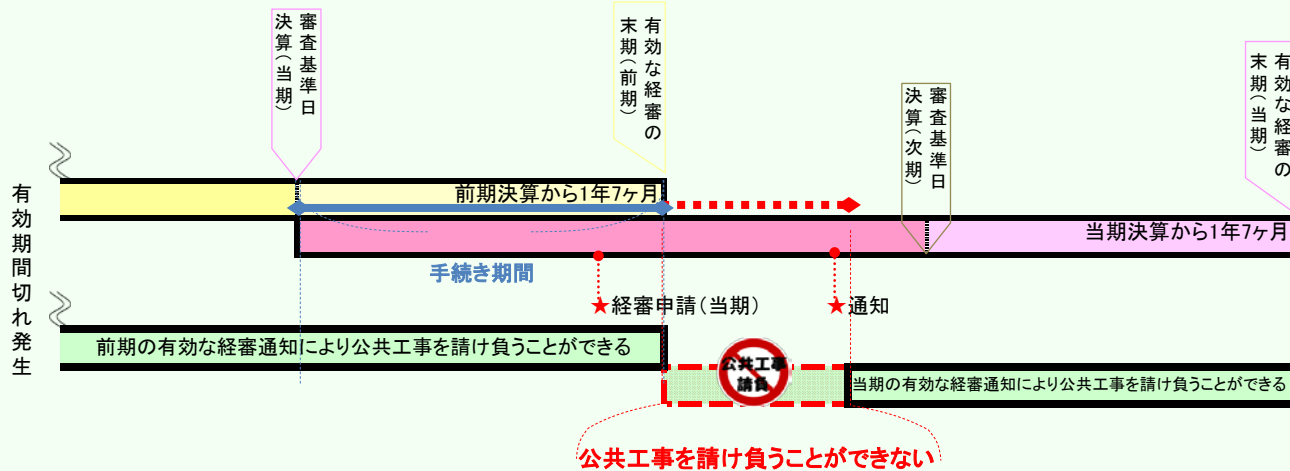 審査基準日
決算(当期)
有効な経審の
末期(前期)
審査基準日
決算(次期)
有効な経審の
末期(当期)
有効期間切れ発生
前期決算から1年7ヶ月
当期決算から1年7ヶ月
手続き期間
★経審申請(当期)
★通知
前期の有効な経審通知により公共工事を請け負うことができる
公共工事
請負
当期の有効な経審通知により公共工事を請け負うことができる
公共工事を請け負うことができない